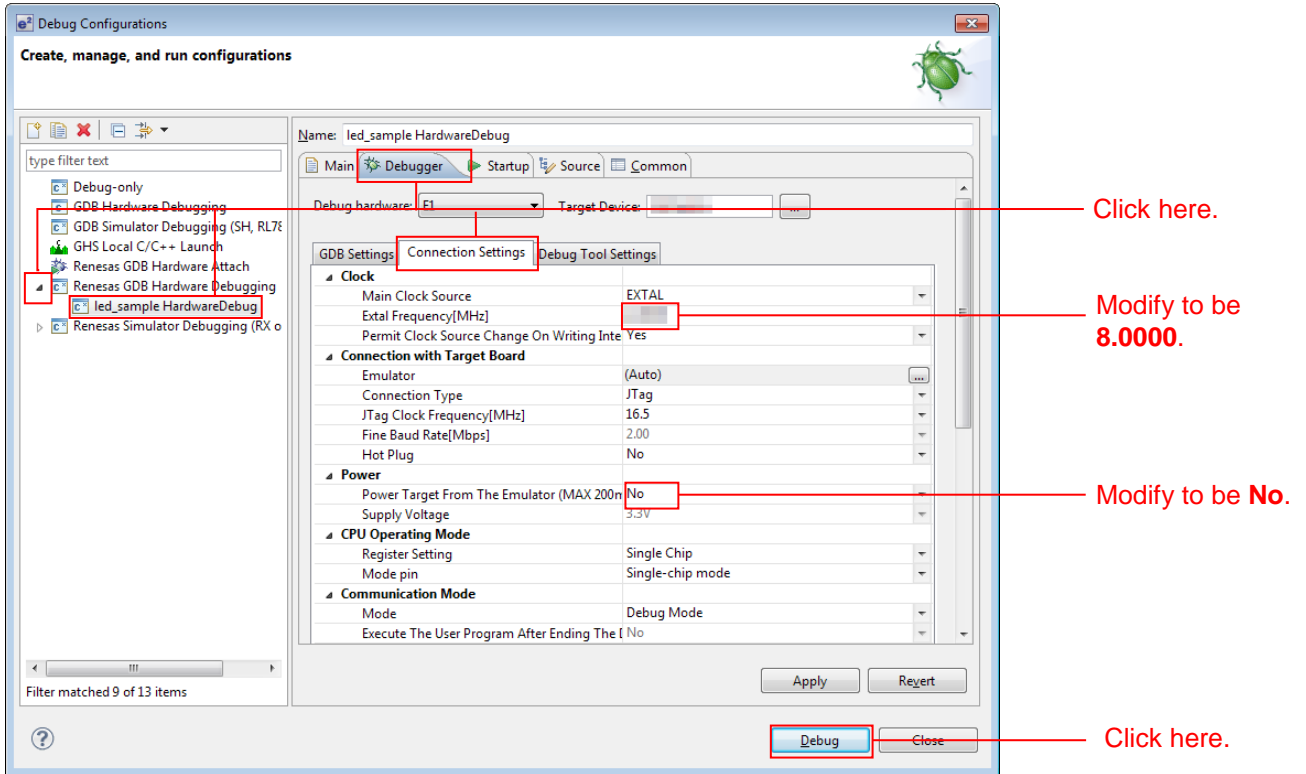 e² Debug Configurations
Create, manage, and run configurations
Name: led_sample HardwareDebug
type filter text
Main Debugger Startup Source Common
Debug-only
GDB Hardware Debugging
GDB Simulator Debugging (SH, RL78
GHS Local C/C++ Launch
Renesas GDB Hardware Attach
Renesas GDB Hardware Debugging
led_sample HardwareDebug
Renesas Simulator Debugging (RX o
Debug hardware: E1 Target Device: ...
Click here.
GDB Settings Connection Settings Debug Tool Settings
Clock
Main Clock Source EXTAL
Extal Frequency[MHz]
Modify to be
8.0000.
Permit Clock Source Change On Writing Inte Yes
Connection with Target Board
Emulator (Auto) ...
Connection Type JTag
JTag Clock Frequency[MHz] 16.5
Fine Baud Rate[Mbps] 2.00
Hot Plug No
Power
Power Target From The Emulator (MAX 200m No
Modify to be No.
Supply Voltage 3.3V
CPU Operating Mode
Register Setting Single Chip
Mode pin Single-chip mode
Communication Mode
Mode Debug Mode
Execute The User Program After Ending The D No
Filter matched 9 of 13 items
Apply Revert
Debug Close
Click here.